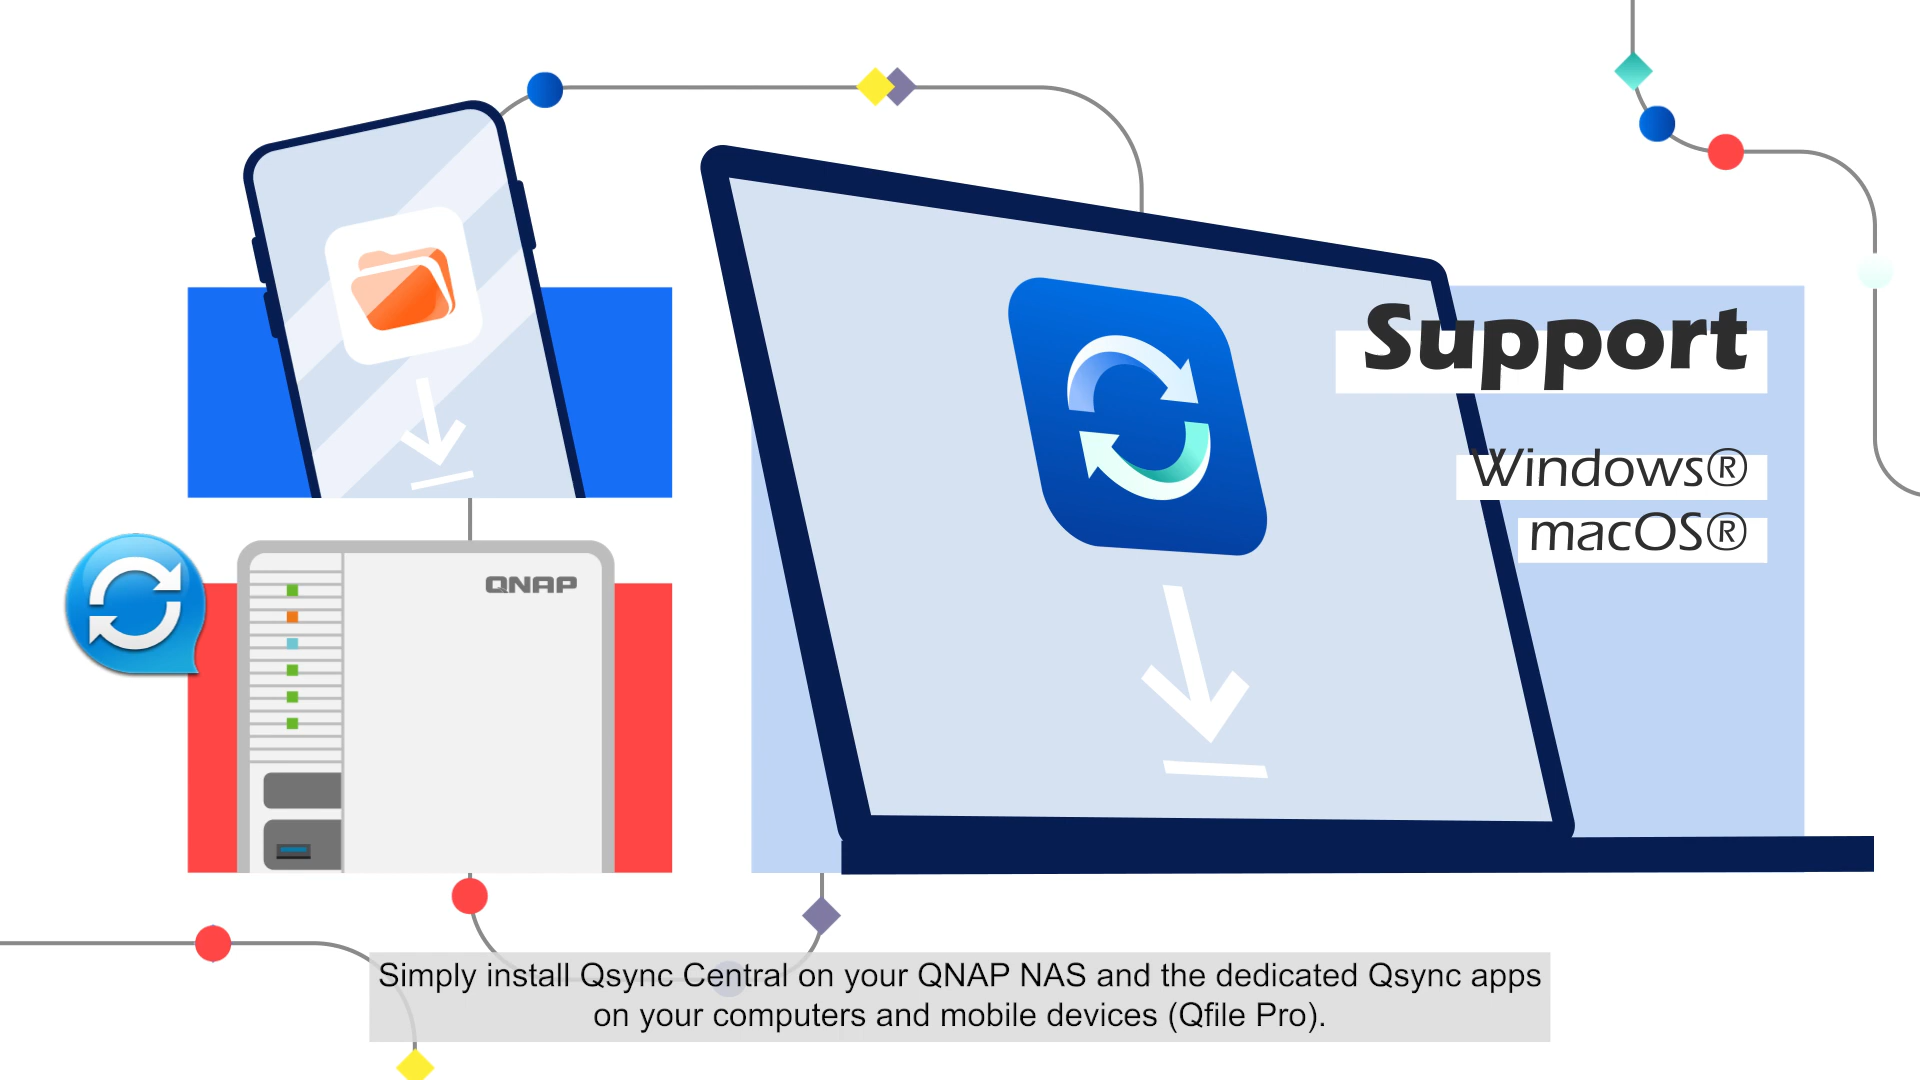 Support
Windows®
macOS®
QNAP
Simply install Qsync Central on your QNAP NAS and the dedicated Qsync apps
on your computers and mobile devices (Qfile Pro).